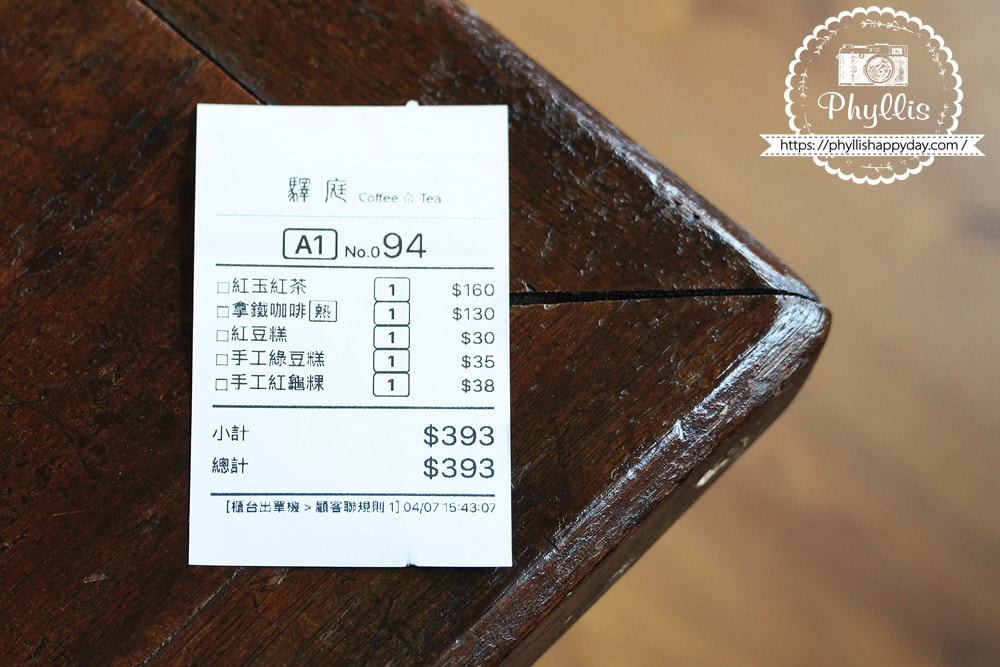 Phyllis
https://phyllishappyday.com/
驛庭 Coffee Tea
A1 No.094
紅玉紅茶 1 $160
拿鐵咖啡 熱 1 $130
紅豆糕 1 $30
手工綠豆糕 1 $35
手工紅龜粿 1 $38
小計 $393
總計 $393
[櫃台出單機 > 顧客聯規則 1] 04/07 15:43:07